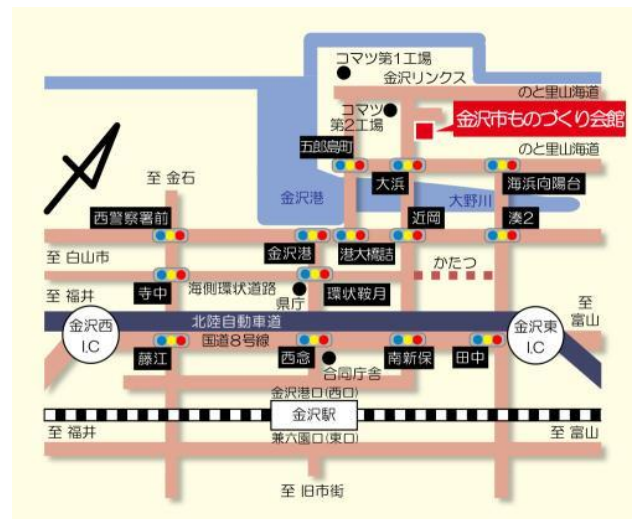 コマツ第1工場
金沢リンクス
のと里山海道
コマツ
第2工場
金沢市ものづくり会館
五郎島町
のと里山海道
至 金石
大浜
海浜向陽台
金沢港
大野川
西警察署前
近岡
湊2
金沢港
港大橋詰
至 白山市
かたつ
海側環状道路
寺中
県庁
環状鞍月
至 福井
至
富山
金沢西
I.C
北陸自動車道
金沢東
I.C
国道8号線
藤江
西念
南新保
田中
合同庁舎
金沢港口(西口)
金沢駅
至 福井
兼六園口(東口)
至 富山
至 旧市街